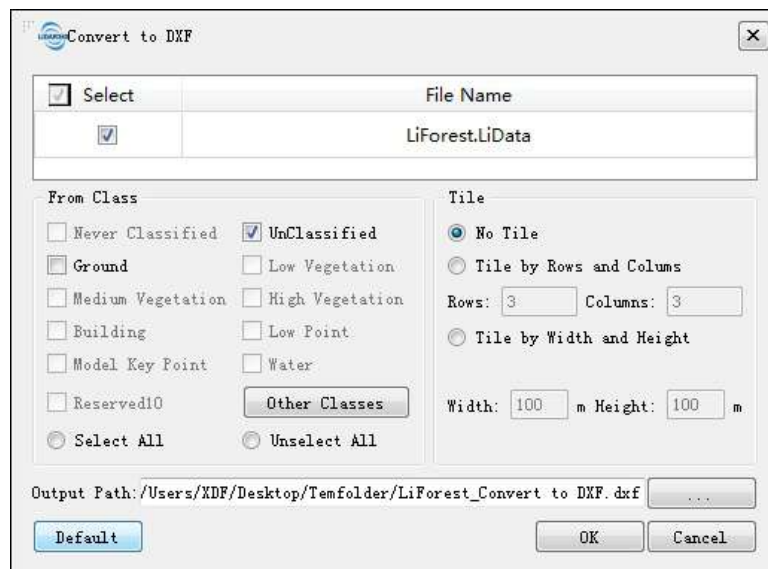 Convert to DXF
Select File Name
LiForest.LiData
From Class
Never Classified UnClassified
Ground Low Vegetation
Medium Vegetation High Vegetation
Building Low Point
Model Key Point Water
Reserved10 Other Classes
Select All Unselect All
Tile
No Tile
Tile by Rows and Colums
Rows: 3 Columns: 3
Tile by Width and Height
Width: 100 m Height: 100 m
Output Path: /Users/XDF/Desktop/Temfolder/LiForest_Convert to DXF.dxf ...
Default OK Cancel